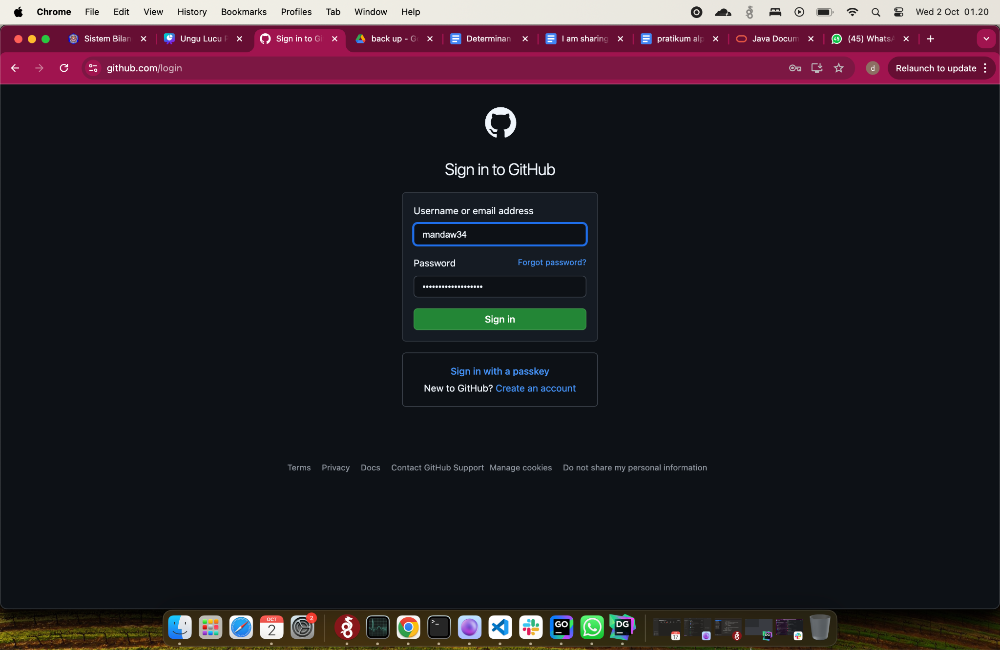 Chrome File Edit View History Bookmarks Profiles Tab Window Help Wed 2 Oct 01.20
Sistem Bilan Ungu Lucu P Sign in to Gi back up - Go Determinan I am sharing pratikum alp Java Docum 45 (45) WhatsA
github.com/login d Relaunch to update
Sign in to GitHub
Username or email address
mandaw34
Password Forgot password?
Sign in
Sign in with a passkey
New to GitHub? Create an account
Terms Privacy Docs Contact GitHub Support Manage cookies Do not share my personal information
OCT
2
2
GO
DG
17
DG